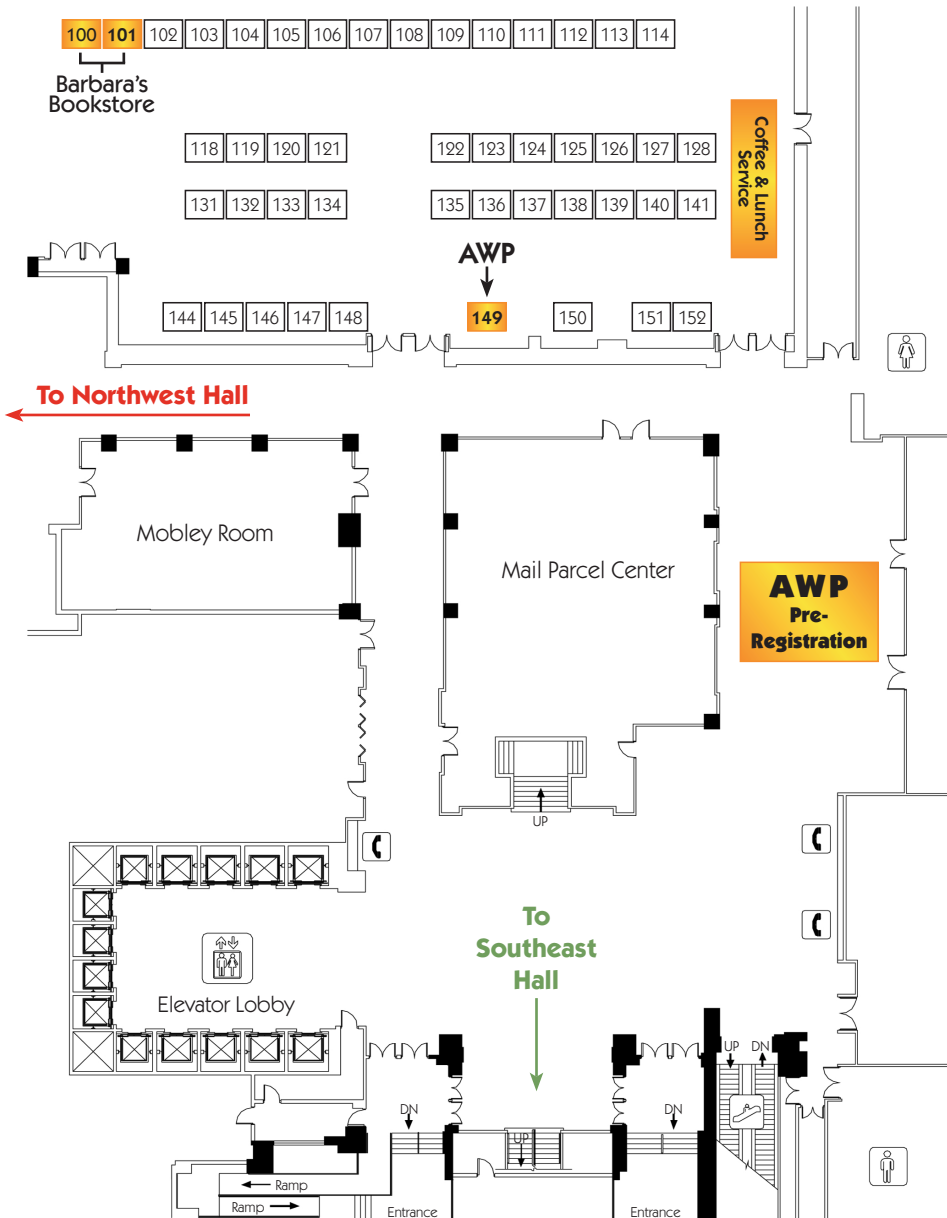 100 101 102 103 104 105 106 107 108 109 110 111 112 113 114
Barbara's
Bookstore
Coffee & Lunch
Service
118 119 120 121 122 123 124 125 126 127 128
131 132 133 134 135 136 137 138 139 140 141
AWP
144 145 146 147 148 149 150 151 152
To Northwest Hall
Mobley Room
Mail Parcel Center
AWP
Pre-
Registration
UP
To
Southeast
Hall
Elevator Lobby
UP DN
DN
DN
UP
Ramp
Ramp
Entrance
Entrance